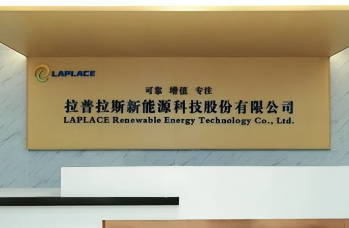 LAPLACE
可靠 增值 专注
拉普拉斯新能源科技股份有限公司
LAPLACE Renewable Energy Technology Co., Ltd.